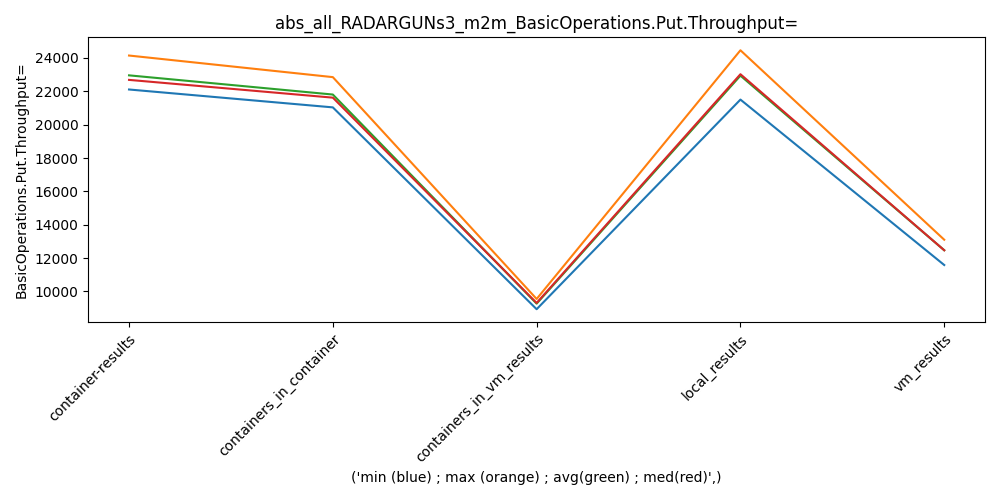 abs_all_RADARGUNs3_m2m_BasicOperations.Put.Throughput=
BasicOperations.Put.Throughput=
24000
22000
20000
18000
16000
14000
12000
10000
container-results
containers_in_container
containers_in_vm_results
local_results
vm_results
('min (blue) ; max (orange) ; avg(green) ; med(red)',)